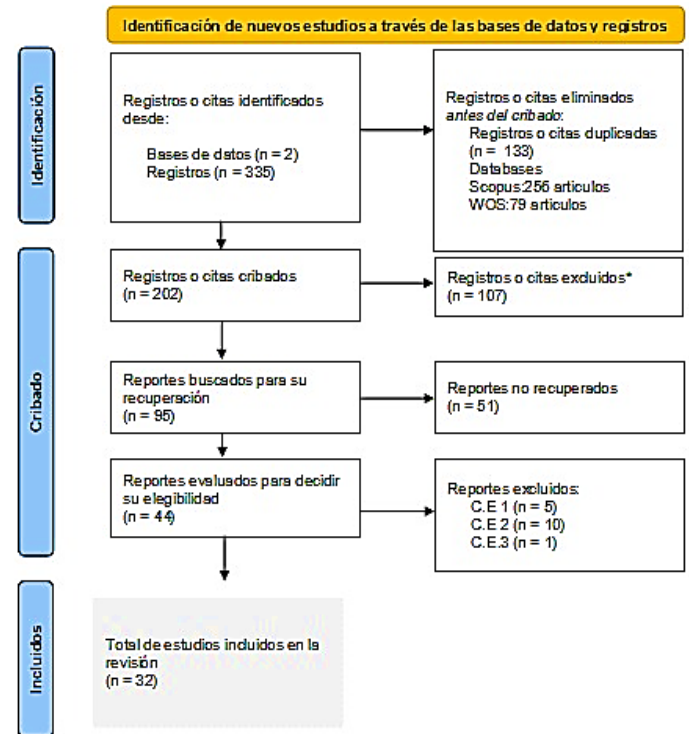 Identificación de nuevos estudios a través de las bases de datos y registros
Identificación
Registros o citas identificados
desde:
Bases de datos (n = 2)
Registros (n = 335)
Registros o citas eliminados
antes del cribado:
Registros o citas duplicadas
(n = 133)
Databases
Scopus:256 articulos
WOS:79 articulos
Cribado
Registros o citas cribados
(n = 202)
Registros o citas excluidos*
(n = 107)
Reportes buscados para su
recuperación
(n = 95)
Reportes no recuperados
(n = 51)
Reportes evaluados para decidir
su elegibilidad
(n = 44)
Reportes excluidos:
C.E.1 (n = 5)
C.E.2 (n = 10)
C.E.3 (n = 1)
Incluidos
Total de estudios incluidos en la
revisión
(n = 32)